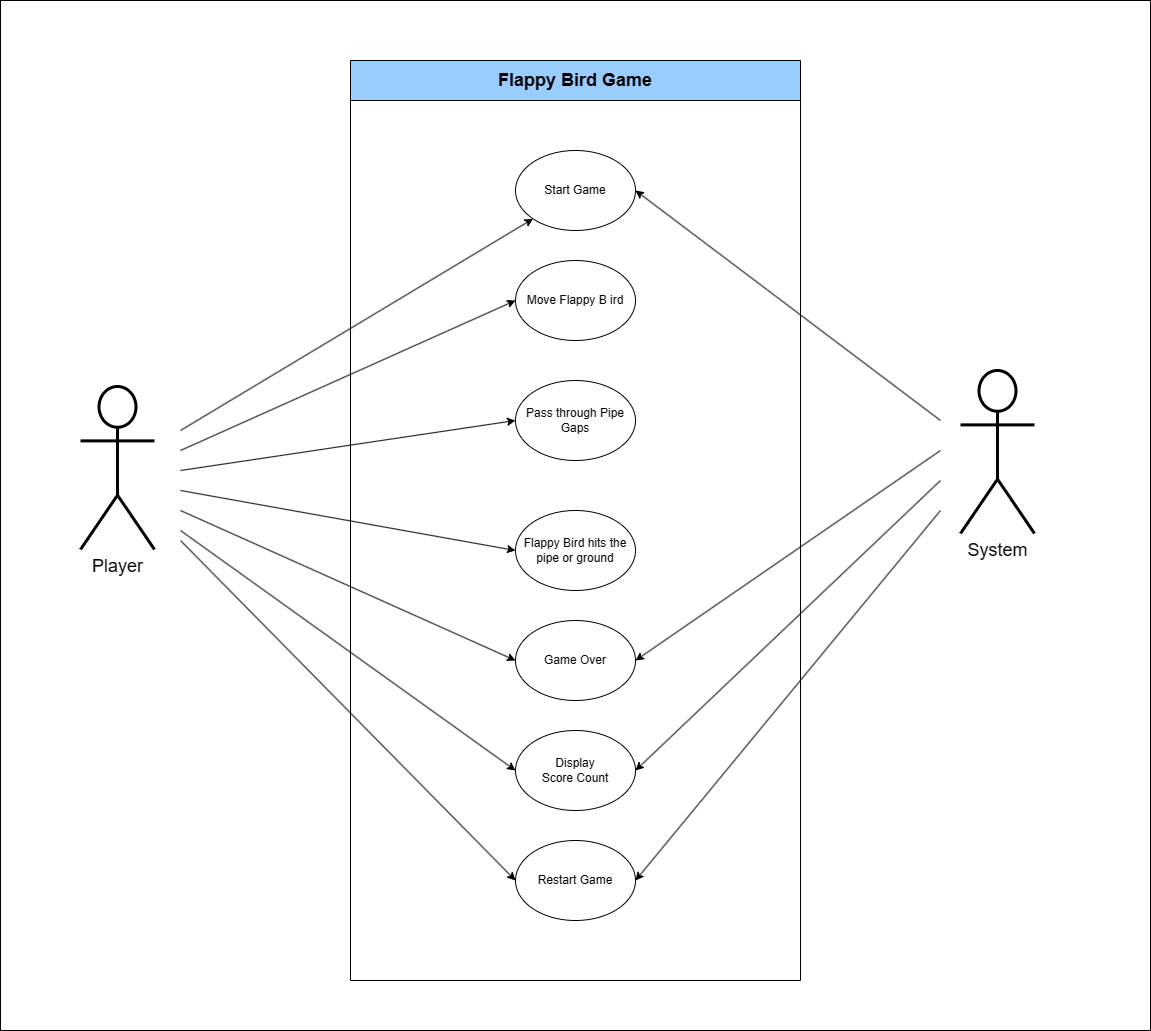 Flappy Bird Game
Start Game
Move Flappy B ird
Pass through Pipe
Gaps
Flappy Bird hits the
pipe or ground
Player
System
Game Over
Display
Score Count
Restart Game